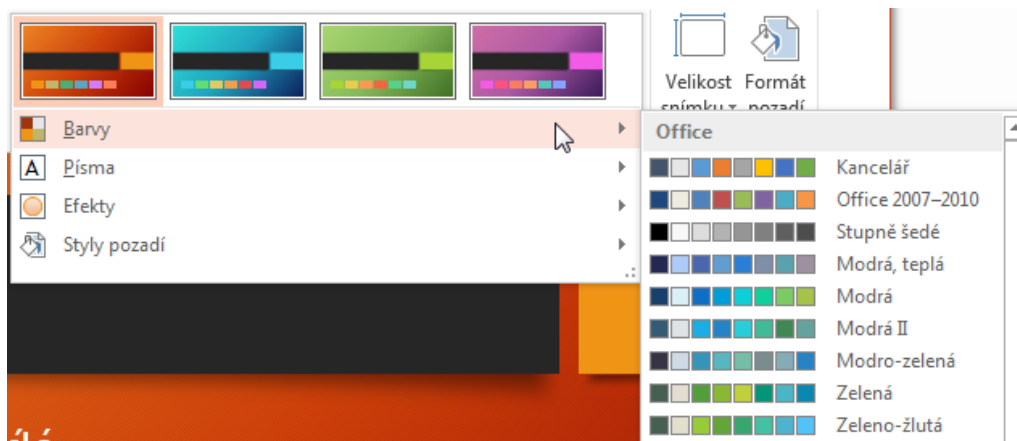 Velikost Formát
snímku pozadí
Barvy
Písma
Efekty
Styly pozadí
Office
Kancelář
Office 2007–2010
Stupně šedé
Modrá, teplá
Modrá
Modrá II
Modro-zelená
Zelená
Zeleno-žlutá